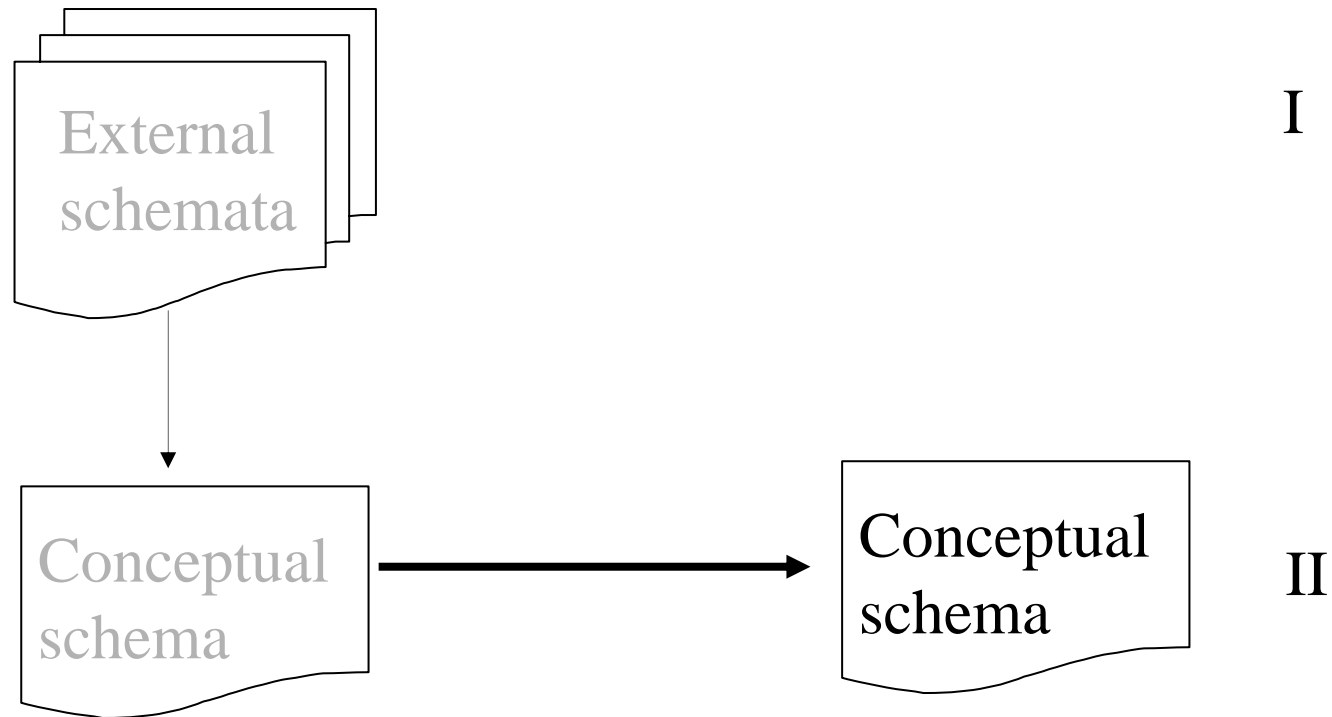 External
schemata
I
Conceptual
schema
Conceptual
schema
II